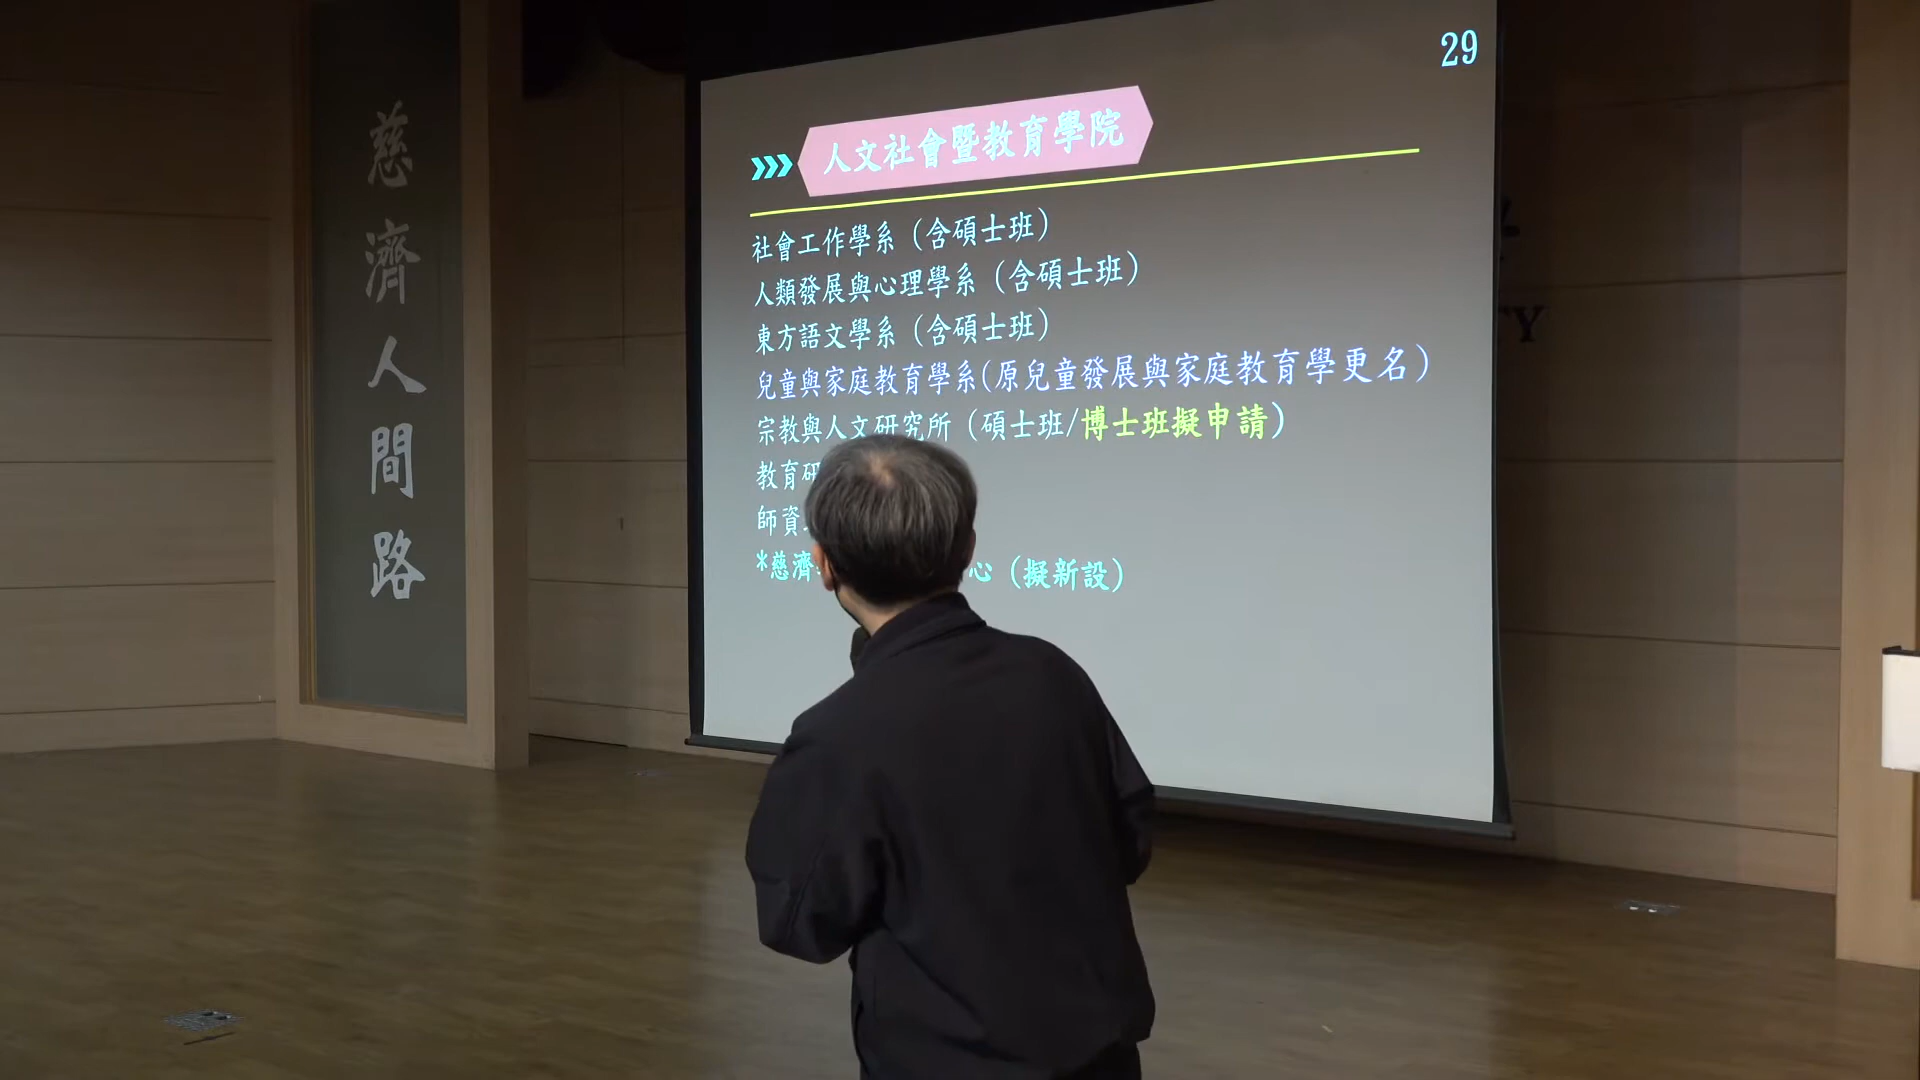 慈濟人間路
29
人文社會暨教育學院
社會工作學系（含碩士班）
人類發展與心理學系（含碩士班）
東方語文學系（含碩士班）
兒童與家庭教育學系(原兒童發展與家庭教育學更名）
宗教與人文研究所（碩士班/博士班擬申請）
教育研
師資
*慈濟 心（擬新設）
TY